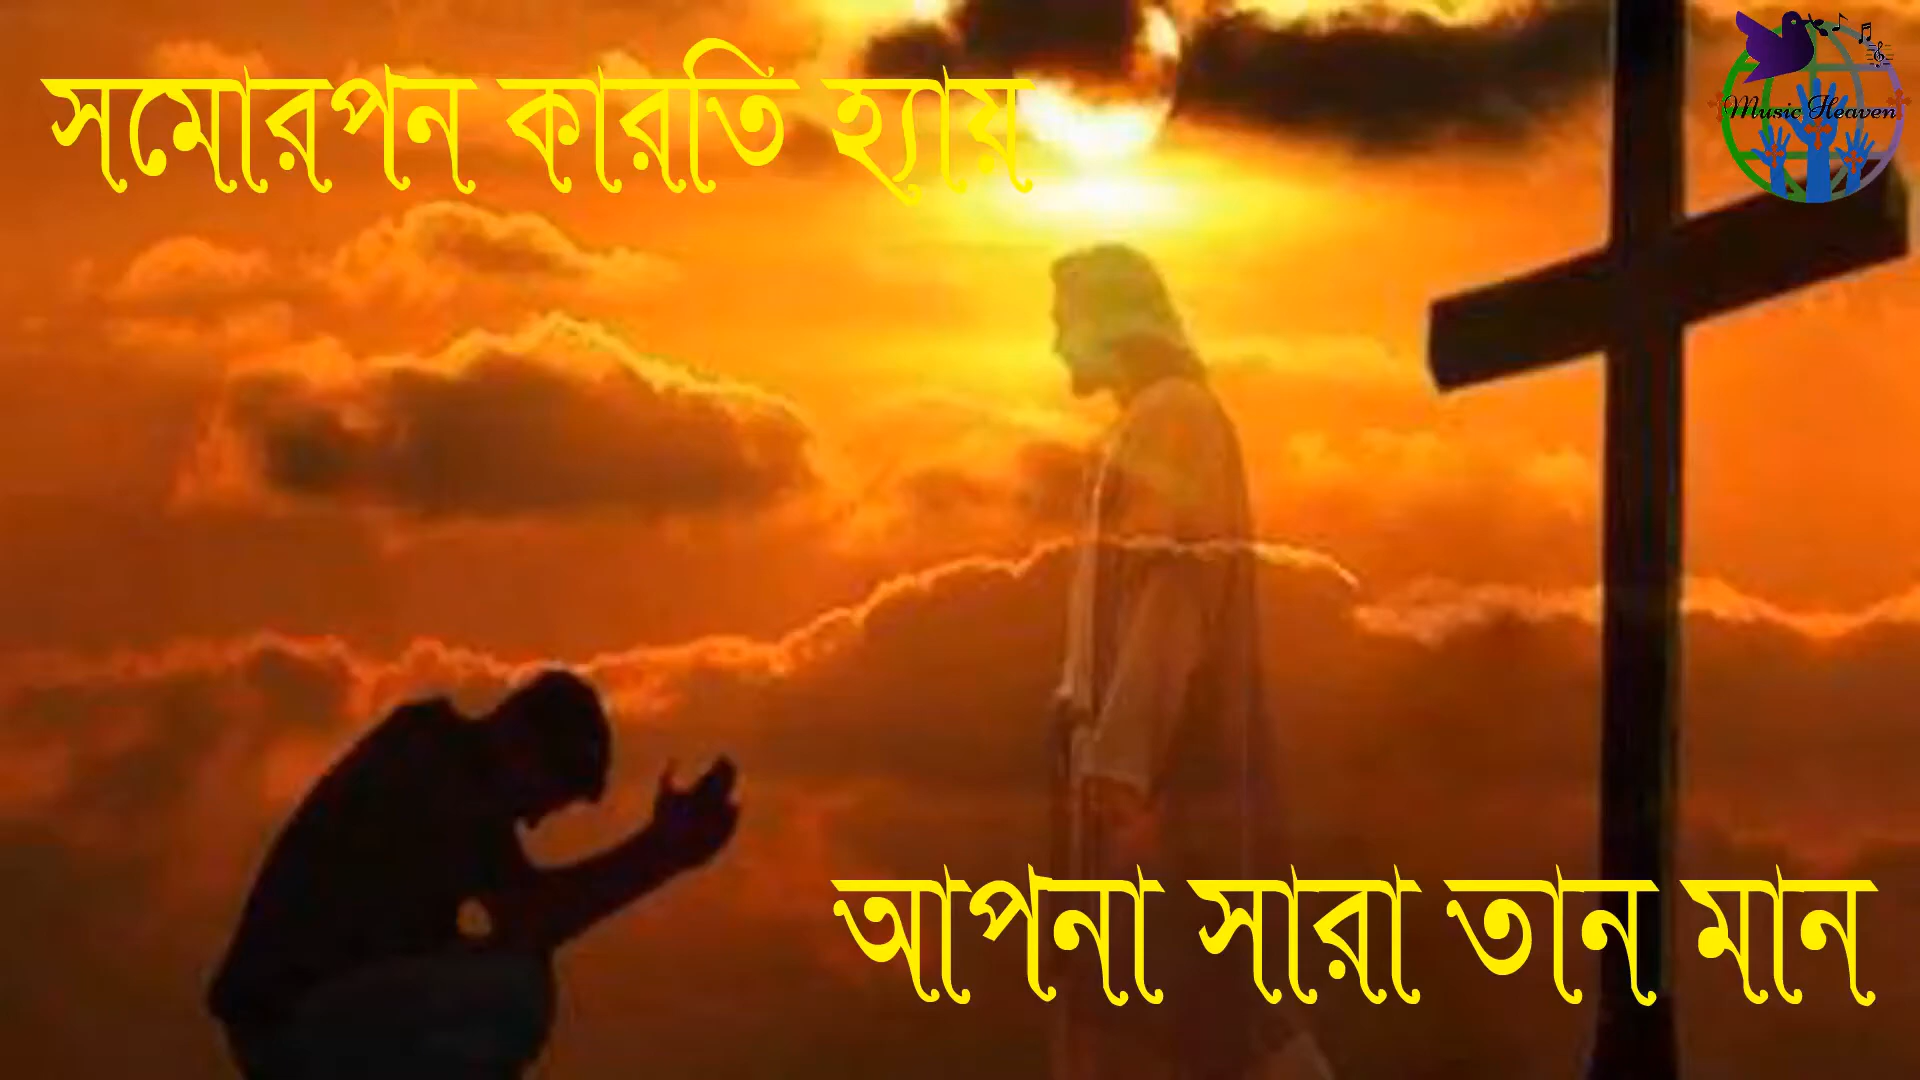 সমোরপন কারতি হ্যায়
Music Heaven
আপনা সারা তান মান